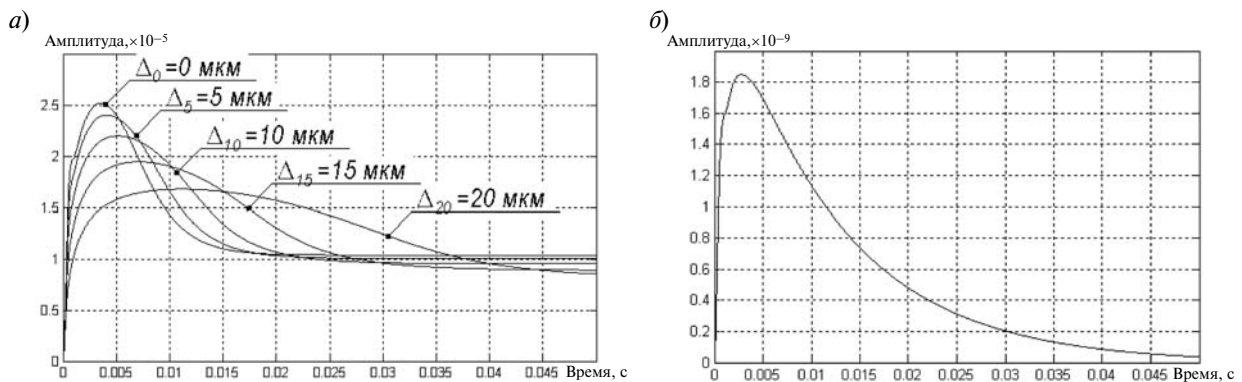 а)
Амплитуда,×10⁻⁵
Δ₀ =0 мкм
Δ₅ =5 мкм
Δ₁₀ =10 мкм
Δ₁₅ =15 мкм
Δ₂₀ =20 мкм
2.5
2
1.5
1
0.5
0
0 0.005 0.01 0.015 0.02 0.025 0.03 0.035 0.04 0.045 Время, с
б)
Амплитуда,×10⁻⁹
1.8
1.6
1.4
1.2
1
0.8
0.6
0.4
0.2
0
0 0.005 0.01 0.015 0.02 0.025 0.03 0.035 0.04 0.045 Время, с